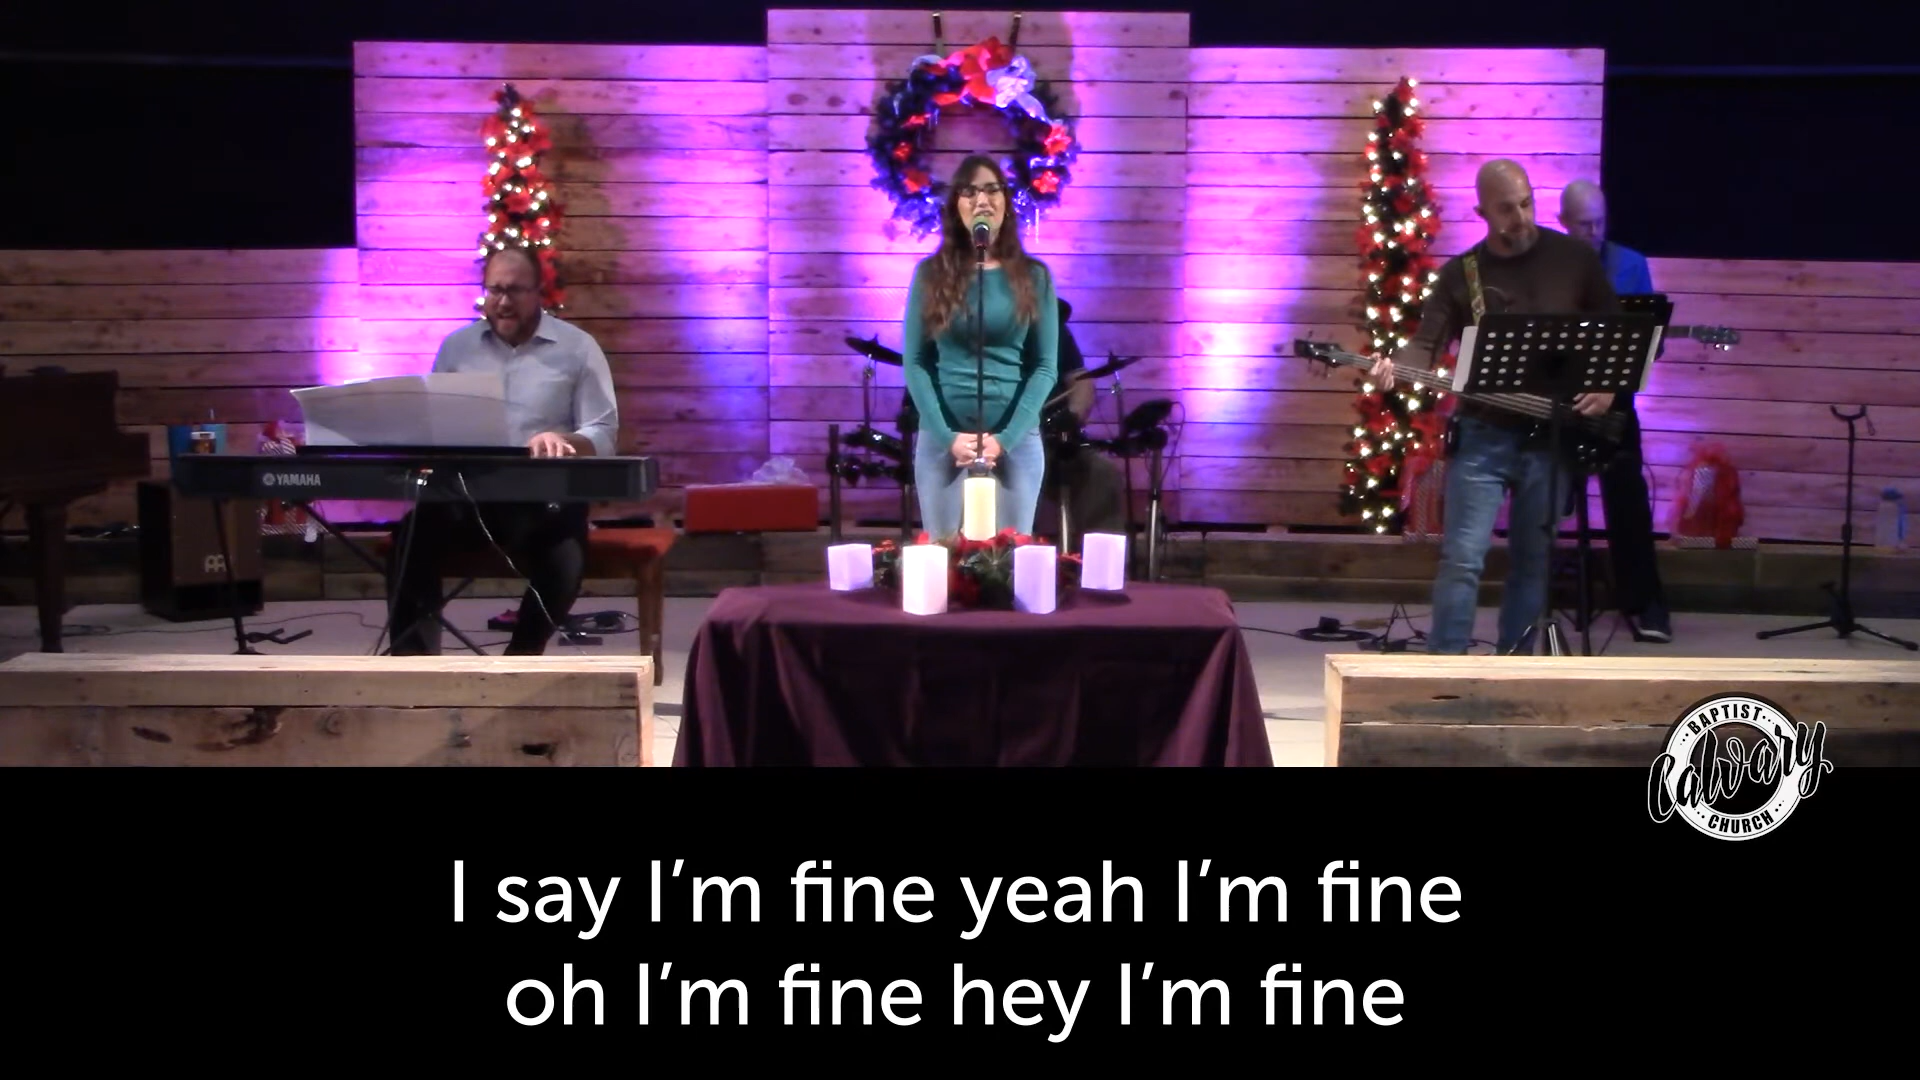 YAMAHA
BAPTIST
Calvary
CHURCH
I say I'm fine yeah I'm fine
oh I'm fine hey I'm fine